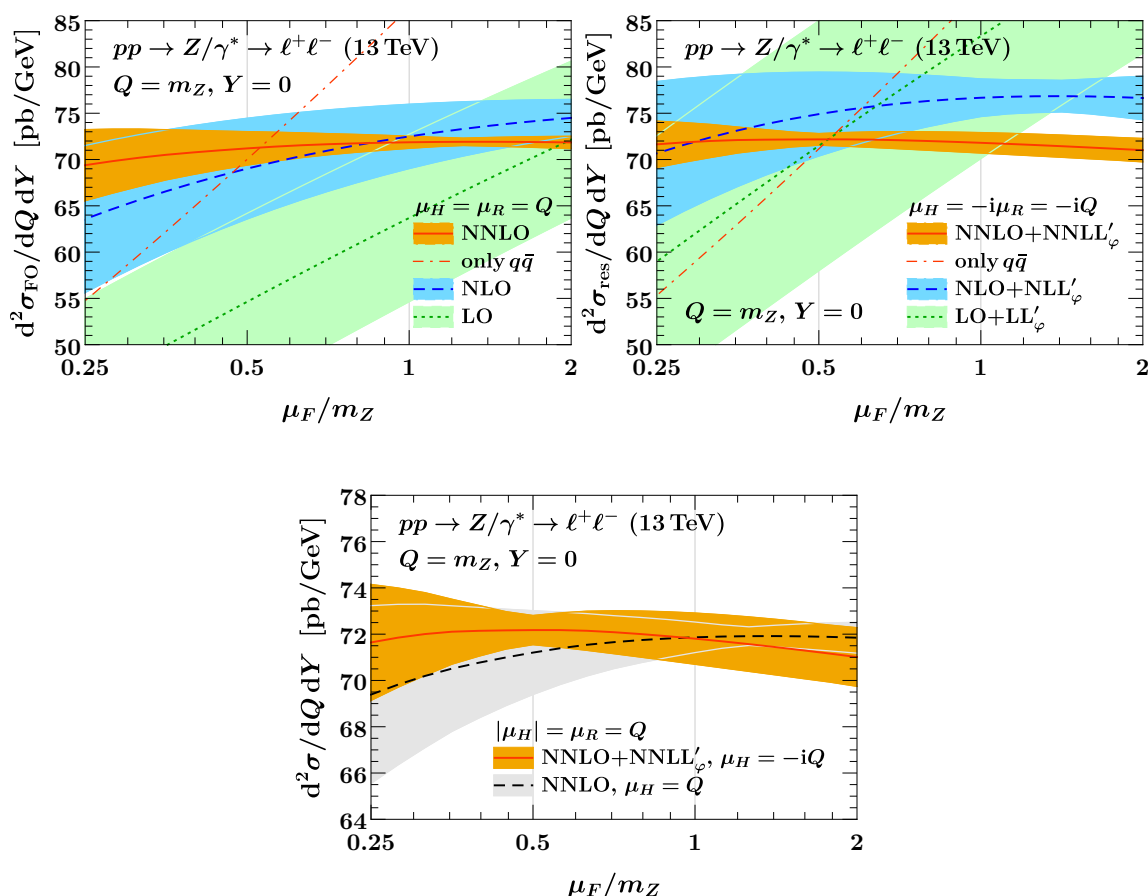 d²σ_FO/dQ dY [pb/GeV]
85
80
75
70
65
60
55
50
pp → Z/γ* → ℓ⁺ℓ⁻ (13 TeV)
Q = m_Z, Y = 0
μ_H = μ_R = Q
NNLO
only qq̄
NLO
LO
0.25 0.5 1 2
μ_F/m_Z
d²σ_res/dQ dY [pb/GeV]
85
80
75
70
65
60
55
50
pp → Z/γ* → ℓ⁺ℓ⁻ (13 TeV)
μ_H = −iμ_R = −iQ
NNLO+NNLL′_φ
only qq̄
NLO+NLL′_φ
LO+LL′_φ
Q = m_Z, Y = 0
0.25 0.5 1 2
μ_F/m_Z
d²σ/dQ dY [pb/GeV]
78
76
74
72
70
68
66
64
pp → Z/γ* → ℓ⁺ℓ⁻ (13 TeV)
Q = m_Z, Y = 0
|μ_H| = μ_R = Q
NNLO+NNLL′_φ, μ_H = −iQ
NNLO, μ_H = Q
0.25 0.5 1 2
μ_F/m_Z